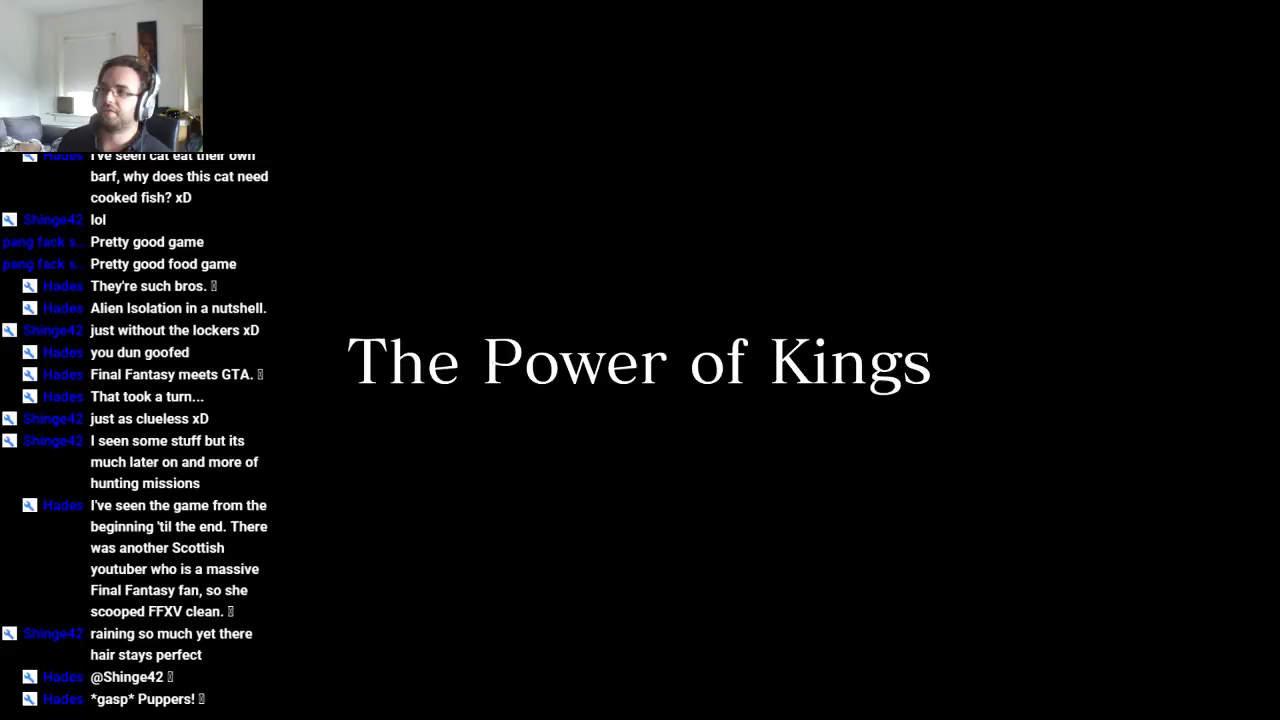 Hades I've seen cat eat their own
barf, why does this cat need
cooked fish? xD
Shinge42 lol
pang fack s... Pretty good game
pang fack s... Pretty good food game
Hades They're such bros.
Hades Alien Isolation in a nutshell.
Shinge42 just without the lockers xD
Hades you dun goofed
Hades Final Fantasy meets GTA.
Hades That took a turn...
Shinge42 just as clueless xD
Shinge42 I seen some stuff but its
much later on and more of
hunting missions
Hades I've seen the game from the
beginning 'til the end. There
was another Scottish
youtuber who is a massive
Final Fantasy fan, so she
scooped FFXV clean.
Shinge42 raining so much yet there
hair stays perfect
Hades @Shinge42
Hades *gasp* Puppers!
The Power of Kings